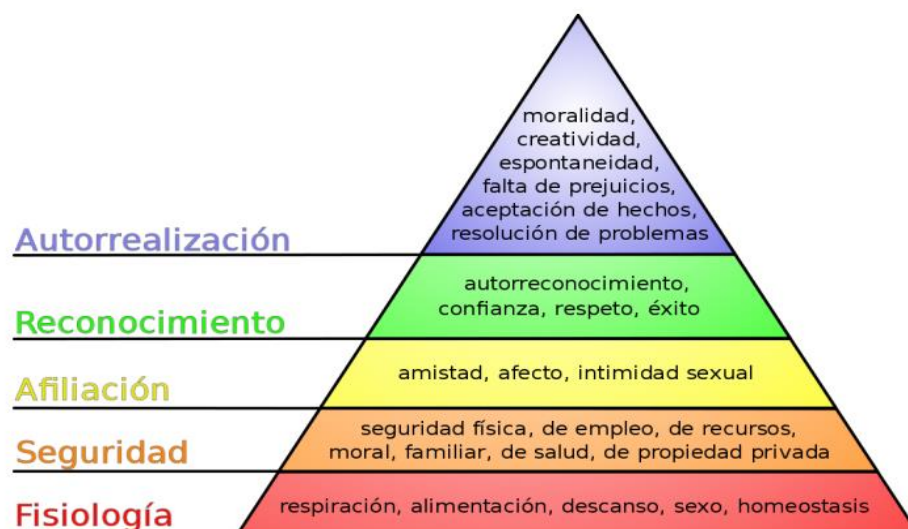 moralidad,
creatividad,
espontaneidad,
falta de prejuicios,
aceptación de hechos,
resolución de problemas
Autorrealización
autorreconocimiento,
confianza, respeto, éxito
Reconocimiento
amistad, afecto, intimidad sexual
Afiliación
seguridad física, de empleo, de recursos,
moral, familiar, de salud, de propiedad privada
Seguridad
respiración, alimentación, descanso, sexo, homeostasis
Fisiología